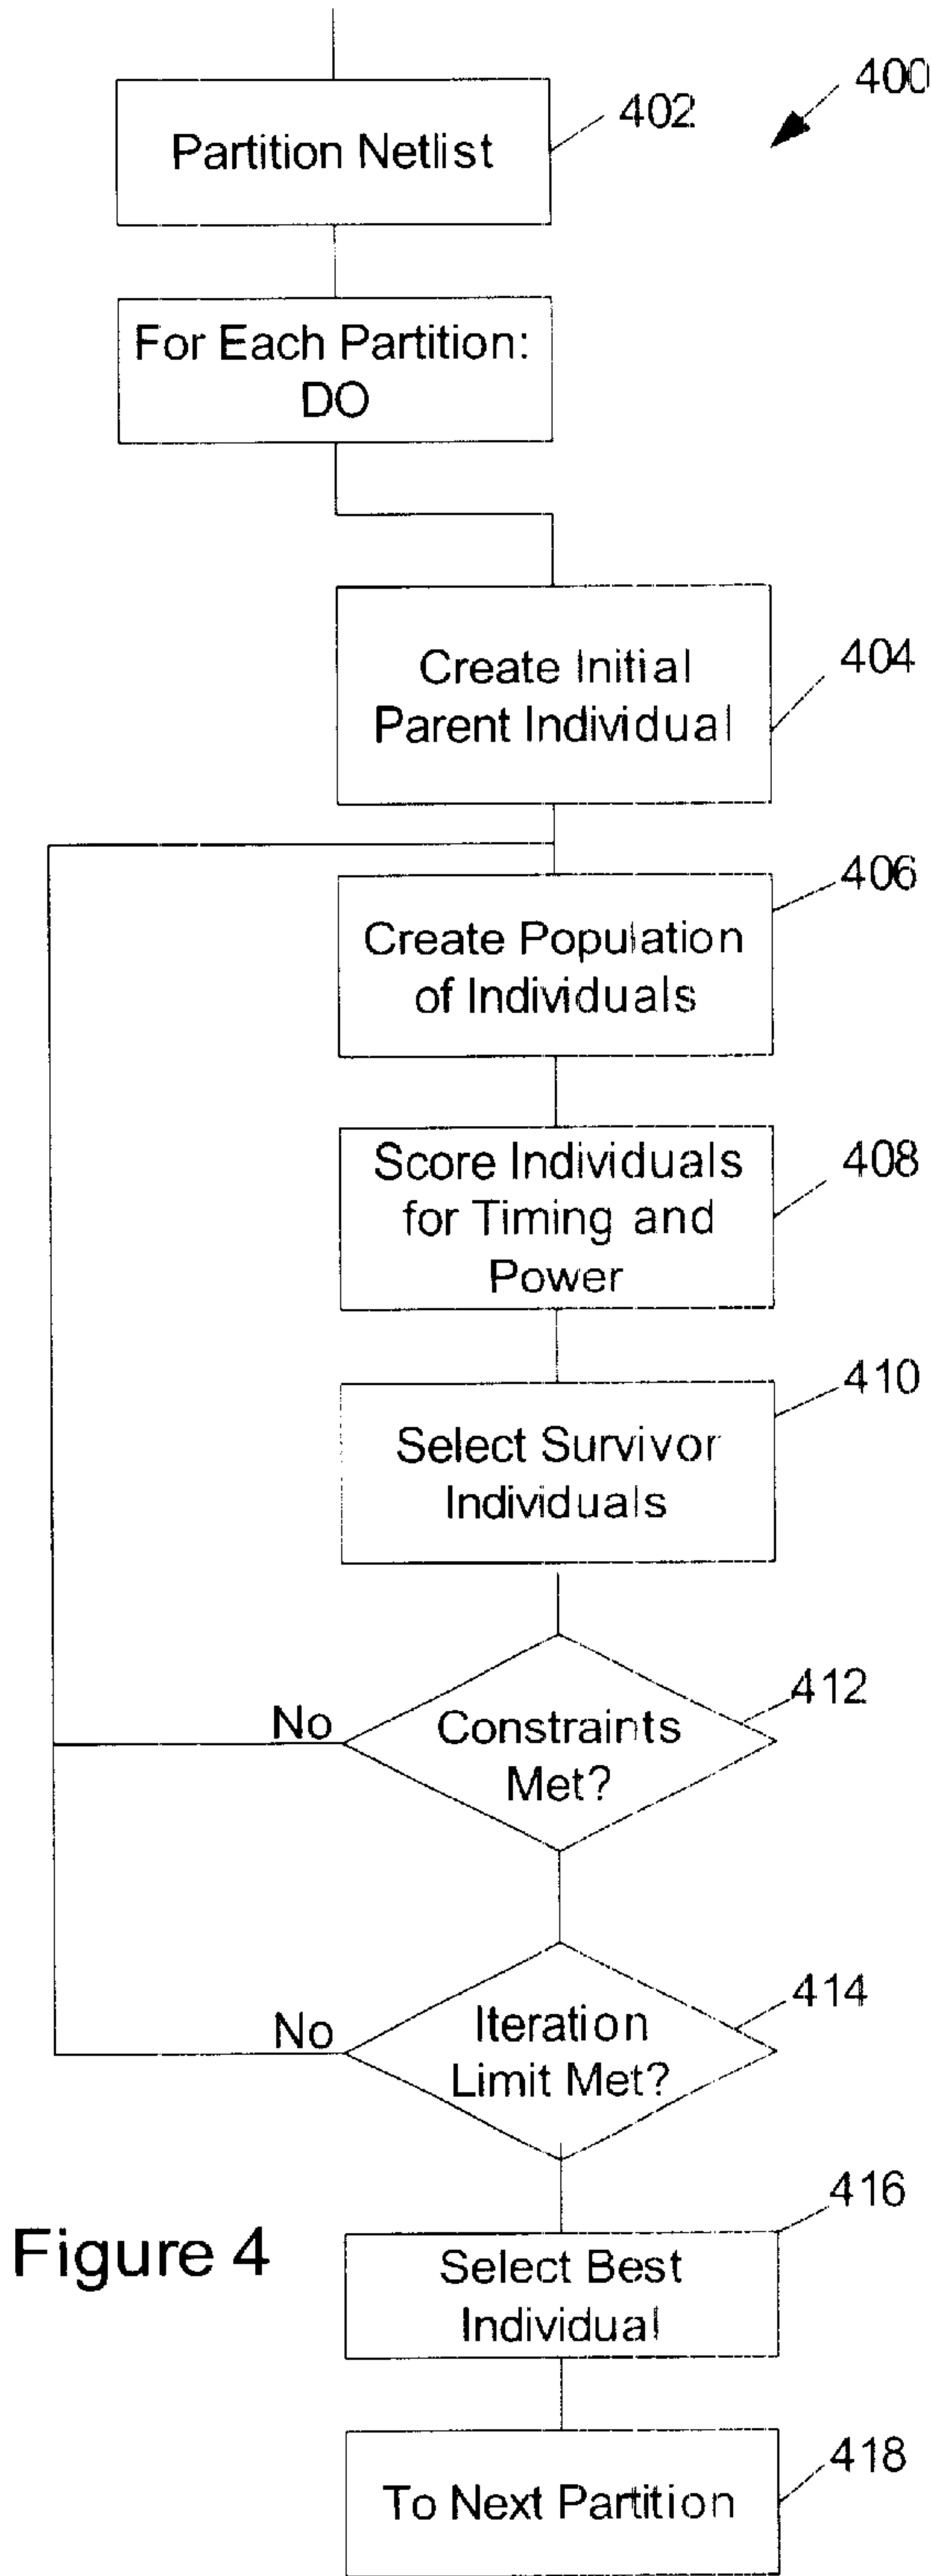 400
Partition Netlist
402
For Each Partition:
DO
Create Initial
Parent Individual
404
406
Create Population
of Individuals
Score Individuals
for Timing and
Power
408
410
Select Survivor
Individuals
412
No
Constraints
Met?
414
No
Iteration
Limit Met?
416
Figure 4
Select Best
Individual
418
To Next Partition